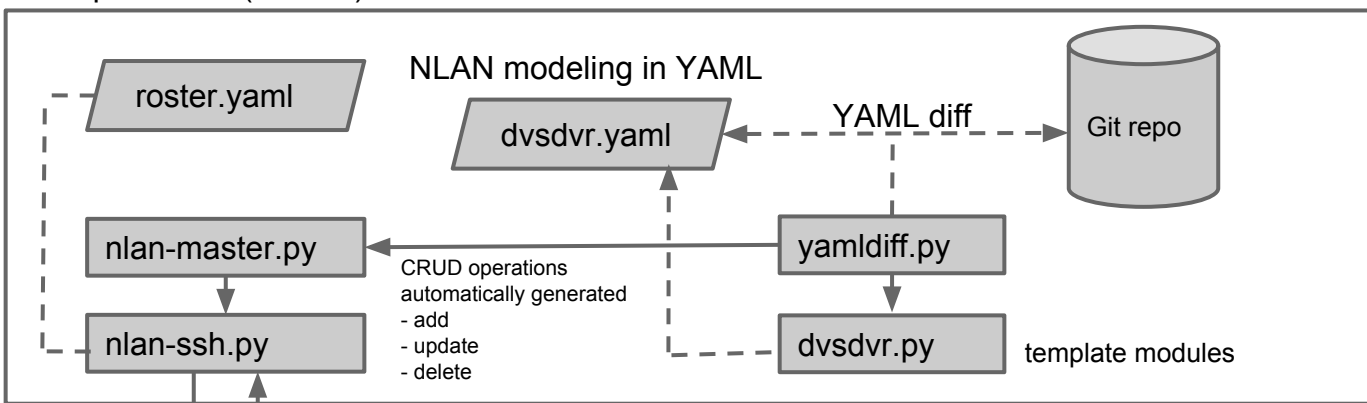 NLAN modeling in YAML
roster.yaml
dvsdvr.yaml
YAML diff
Git repo
nlan-master.py
yamldiff.py
CRUD operations
automatically generated
- add
- update
- delete
nlan-ssh.py
dvsdvr.py
template modules